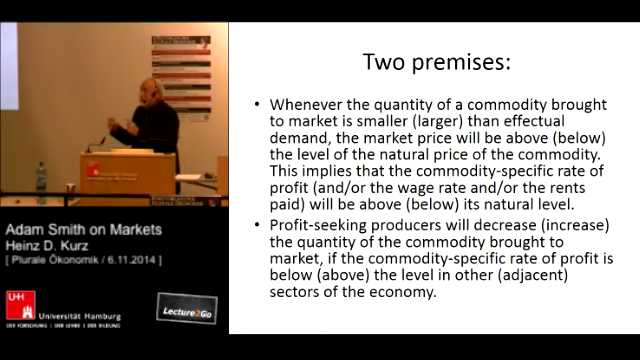 Two premises:
• Whenever the quantity of a commodity brought
to market is smaller (larger) than effectual
demand, the market price will be above (below)
the level of the natural price of the commodity.
This implies that the commodity-specific rate of
profit (and/or the wage rate and/or the rents
paid) will be above (below) its natural level.
• Profit-seeking producers will decrease (increase)
the quantity of the commodity brought to
market, if the commodity-specific rate of profit is
below (above) the level in other (adjacent)
sectors of the economy.
Adam Smith on Markets
Heinz D. Kurz
[ Plurale Ökonomik / 6.11.2014 ]
UH
Universität Hamburg
DER FORSCHUNG | DER LEHRE | DER BILDUNG
Lecture2Go